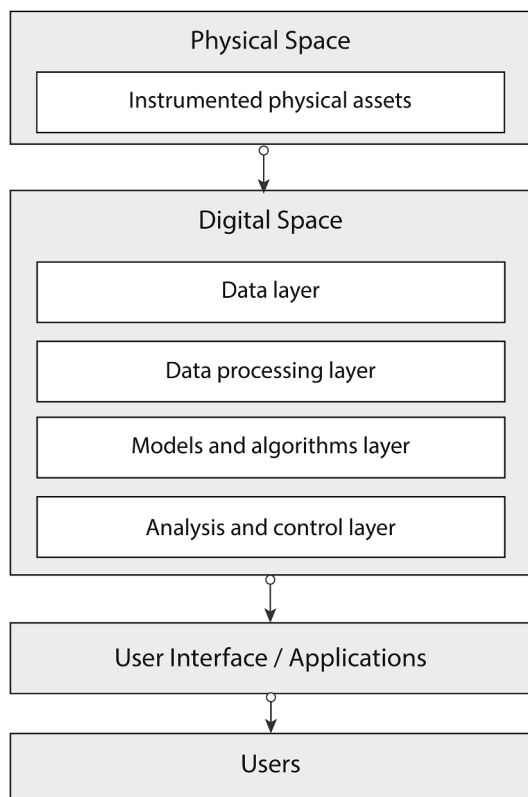 Physical Space
Instrumented physical assets
Digital Space
Data layer
Data processing layer
Models and algorithms layer
Analysis and control layer
User Interface / Applications
Users